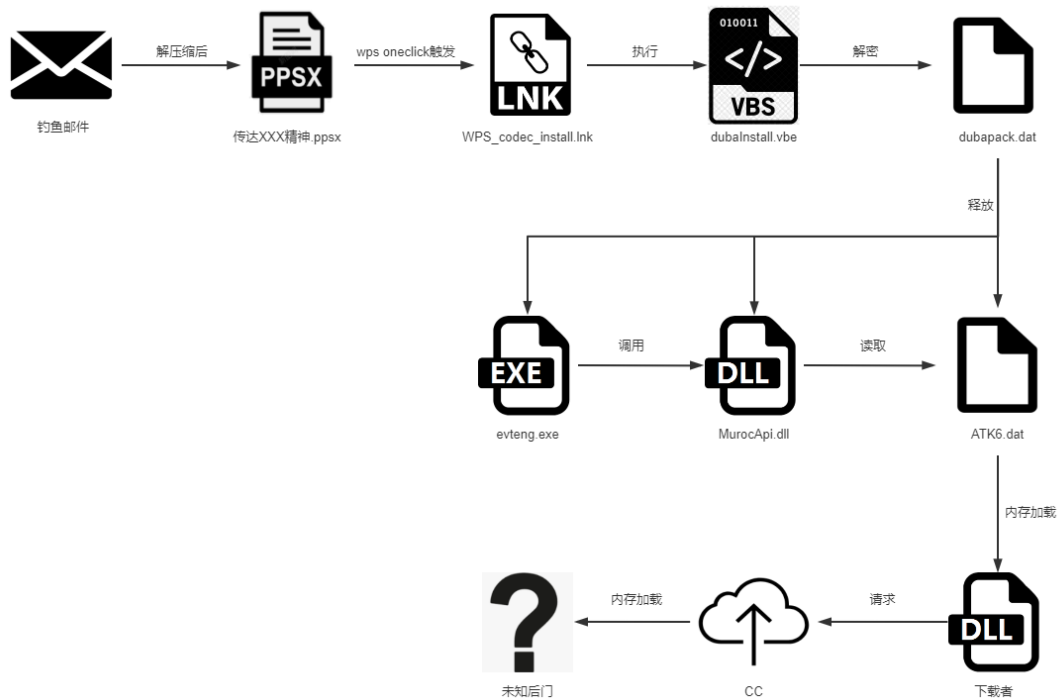 解压缩后
wps oneclick触发
执行
解密
010011
</>
PPSX
LNK
VBS
钓鱼邮件
传达XXX精神.ppsx
WPS_codec_install.lnk
dubaInstall.vbe
dubapack.dat
释放
调用
读取
EXE
DLL
evteng.exe
MurocApi.dll
ATK6.dat
内存加载
内存加载
请求
?
DLL
未知后门
CC
下载者